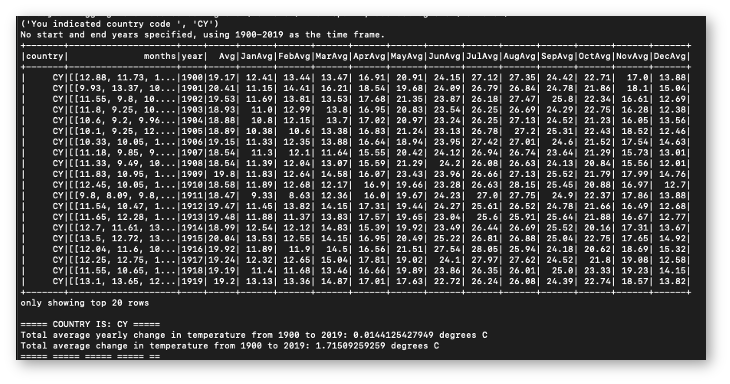 ('You indicated country code ', 'CY')
No start and end years specified, using 1900-2019 as the time frame.
+-------+--------------------+----+-----+------+------+------+------+------+------+------+------+------+------+------+------+
|country| months|year| Avg|JanAvg|FebAvg|MarAvg|AprAvg|MayAvg|JunAvg|JulAvg|AugAvg|SepAvg|OctAvg|NovAvg|DecAvg|
+-------+--------------------+----+-----+------+------+------+------+------+------+------+------+------+------+------+------+
| CY|[[12.88, 11.73, 1...|1900|19.17| 12.41| 13.44| 13.47| 16.91| 20.91| 24.15| 27.12| 27.35| 24.42| 22.71| 17.0| 13.88|
| CY|[[9.93, 13.37, 10...|1901|20.41| 11.15| 14.41| 16.21| 18.54| 19.68| 24.09| 26.79| 26.84| 24.78| 21.86| 18.1| 15.04|
| CY|[[11.55, 9.8, 10....|1902|19.53| 11.69| 13.81| 13.53| 17.68| 21.35| 23.87| 26.18| 27.47| 25.8| 22.34| 16.61| 12.69|
| CY|[[11.8, 9.25, 10....|1903|18.93| 11.0| 12.99| 13.8| 16.95| 20.83| 23.54| 26.25| 26.69| 24.29| 22.75| 16.28| 12.38|
| CY|[[10.6, 9.2, 9.96...|1904|18.88| 10.8| 12.15| 13.7| 17.02| 20.97| 23.24| 26.25| 27.13| 24.52| 21.23| 16.05| 13.56|
| CY|[[10.1, 9.25, 12....|1905|18.89| 10.38| 10.6| 13.38| 16.83| 21.24| 23.13| 26.78| 27.2| 25.31| 22.43| 18.52| 12.46|
| CY|[[10.33, 10.05, 1...|1906|19.15| 11.33| 12.35| 13.88| 16.64| 18.94| 23.95| 27.42| 27.01| 24.6| 21.52| 17.54| 14.63|
| CY|[[11.18, 9.85, 9....|1907|18.54| 11.3| 12.1| 11.64| 15.55| 20.42| 24.12| 26.94| 26.74| 23.64| 21.29| 15.73| 13.01|
| CY|[[11.33, 9.49, 10...|1908|18.54| 11.39| 12.04| 13.07| 15.59| 21.29| 24.2| 26.08| 26.63| 24.13| 20.84| 15.56| 12.01|
| CY|[[11.83, 10.95, 1...|1909| 19.8| 11.83| 12.64| 14.58| 16.07| 23.43| 23.96| 26.66| 27.13| 25.52| 21.79| 17.99| 14.76|
| CY|[[12.45, 10.05, 1...|1910|18.58| 11.89| 12.68| 12.17| 16.9| 16.66| 23.28| 26.63| 28.15| 25.45| 20.88| 16.97| 12.7|
| CY|[[9.8, 8.09, 9.8,...|1911|18.47| 9.33| 8.63| 12.36| 16.0| 19.67| 24.23| 27.0| 27.75| 24.9| 22.37| 17.86| 13.88|
| CY|[[11.54, 10.47, 1...|1912|19.47| 11.45| 13.82| 14.15| 17.31| 19.44| 24.27| 25.61| 26.52| 24.78| 21.66| 16.49| 12.68|
| CY|[[11.65, 12.28, 1...|1913|19.48| 11.88| 11.37| 13.83| 17.57| 19.65| 23.04| 25.6| 25.91| 25.64| 21.88| 16.67| 12.77|
| CY|[[12.7, 11.61, 13...|1914|18.99| 12.54| 12.12| 14.83| 15.39| 19.92| 23.49| 26.44| 26.69| 25.52| 20.16| 17.31| 13.67|
| CY|[[13.5, 12.72, 13...|1915|20.04| 13.53| 12.55| 14.15| 16.95| 20.49| 25.22| 26.81| 26.88| 25.04| 22.75| 17.65| 14.92|
| CY|[[12.04, 11.6, 10...|1916|19.92| 11.89| 11.9| 14.5| 16.56| 21.51| 27.54| 28.05| 25.94| 24.18| 20.62| 18.69| 15.32|
| CY|[[12.25, 12.75, 1...|1917|19.24| 12.32| 12.65| 15.04| 17.81| 19.02| 24.1| 27.97| 27.62| 24.52| 21.8| 19.08| 12.58|
| CY|[[11.55, 10.65, 1...|1918|19.19| 11.4| 11.68| 13.46| 16.66| 19.89| 23.86| 26.35| 26.01| 25.0| 23.33| 19.23| 14.15|
| CY|[[13.1, 13.65, 12...|1919| 19.2| 13.13| 13.36| 14.87| 17.01| 17.63| 22.72| 26.24| 26.08| 24.39| 22.74| 18.57| 13.82|
+-------+--------------------+----+-----+------+------+------+------+------+------+------+------+------+------+------+------+
only showing top 20 rows
===== COUNTRY IS: CY =====
Total average yearly change in temperature from 1900 to 2019: 0.0144125427949 degrees C
Total average change in temperature from 1900 to 2019: 1.71509259259 degrees C
===== ===== ===== ===== ==